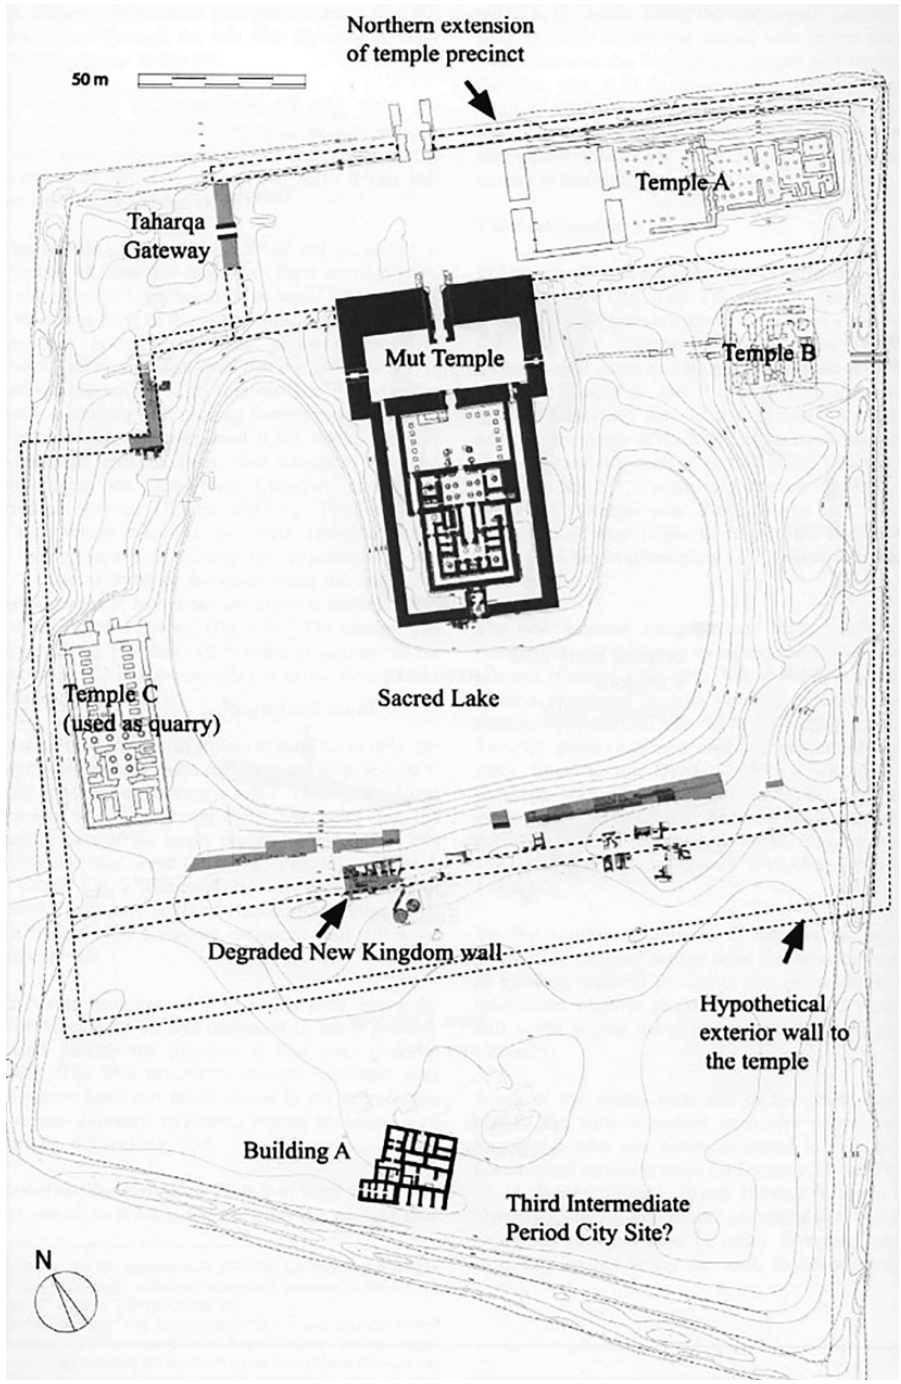 Northern extension
of temple precinct
50 m
Temple A
Taharqa
Gateway
Mut Temple
Temple B
Temple C
(used as quarry)
Sacred Lake
Degraded New Kingdom wall
Hypothetical
exterior wall to
the temple
Building A
Third Intermediate
Period City Site?
N